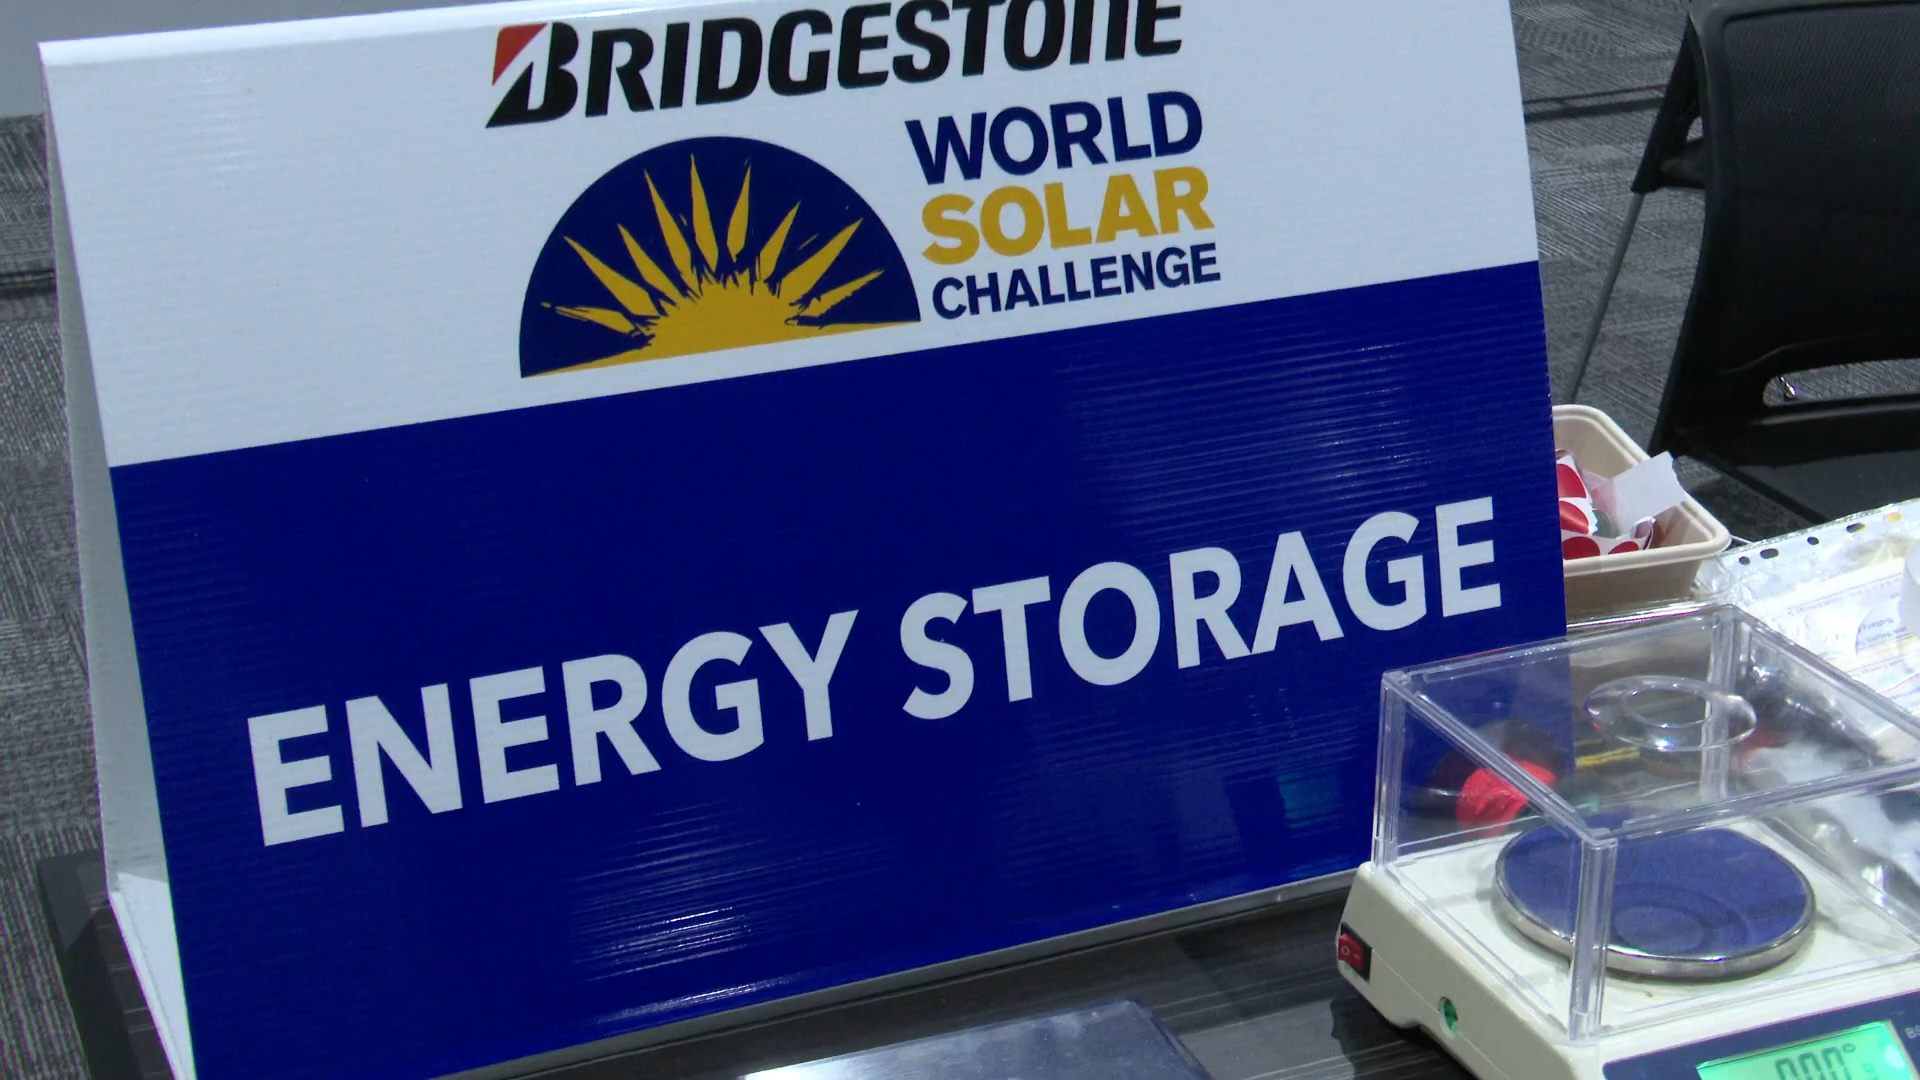 BRIDGESTONE
WORLD
SOLAR
CHALLENGE
ENERGY STORAGE